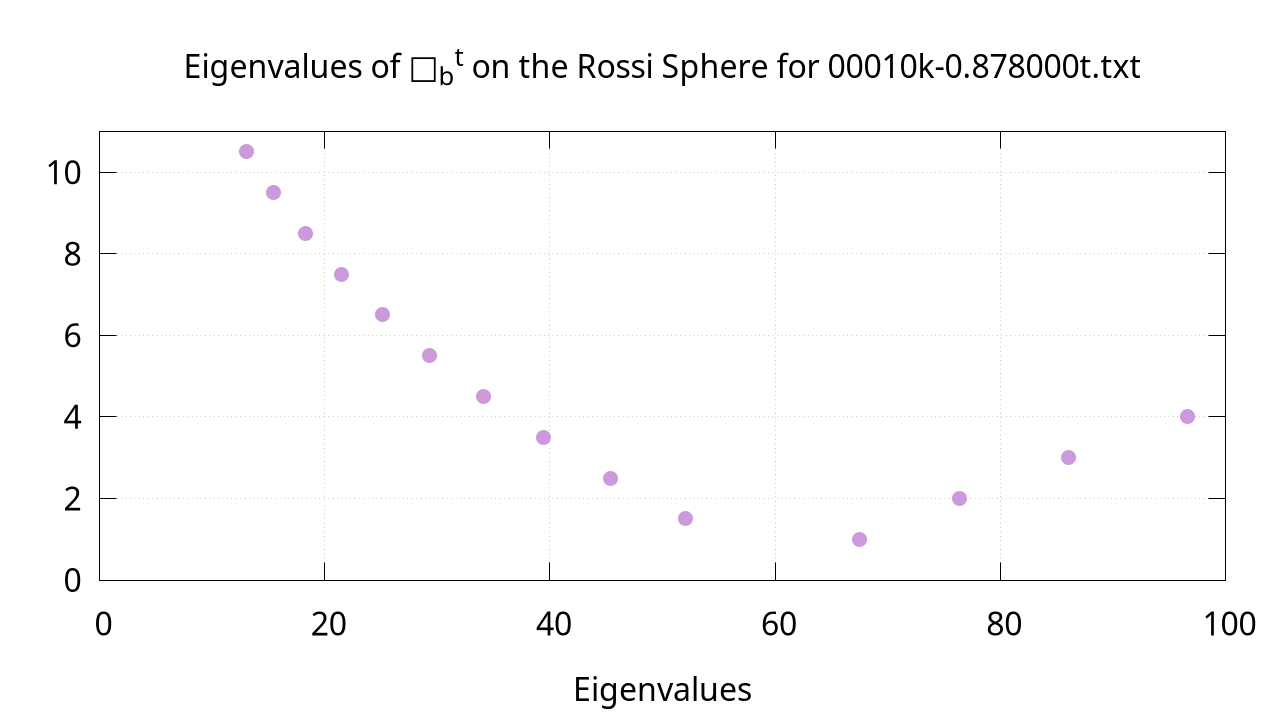 Eigenvalues of □_b^t on the Rossi Sphere for 00010k-0.878000t.txt
10
8
6
4
2
0
0 20 40 60 80 100
Eigenvalues